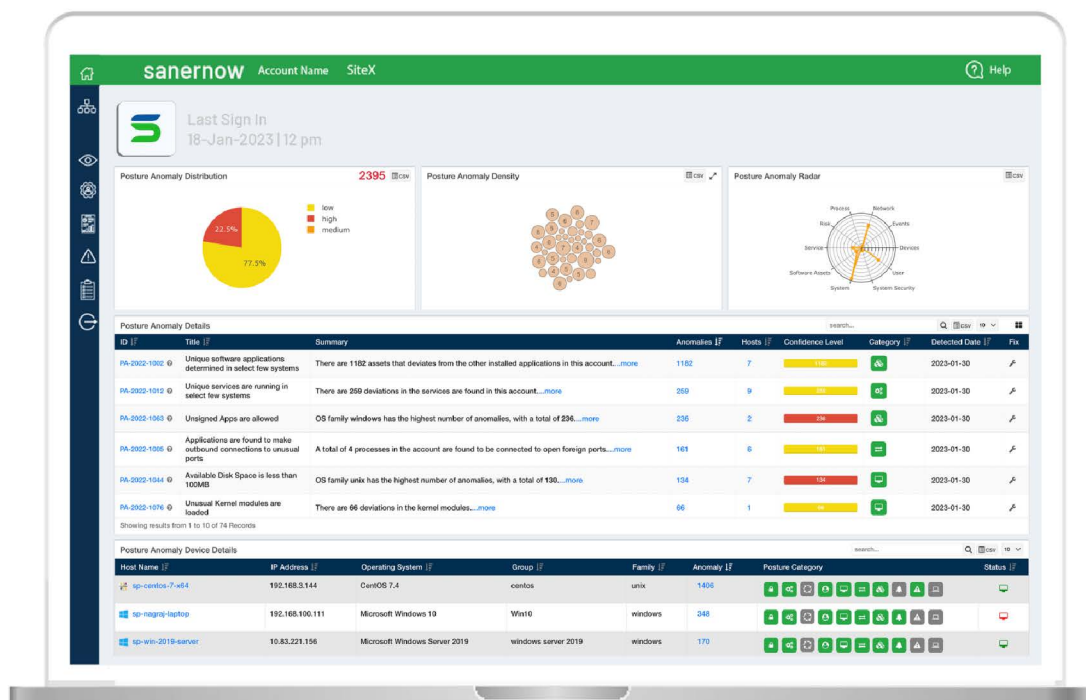 sanernow Account Name SiteX Help
Last Sign In
18-Jan-2023 | 12 pm
Posture Anomaly Distribution 2395 CSV
low
high
medium
22.5%
77.5%
Posture Anomaly Density CSV
Posture Anomaly Radar CSV
Process Network
Risk Events
Service Devices
Software Assets User
System System Security
Posture Anomaly Details search... CSV 10
ID Title Summary Anomalies Hosts Confidence Level Category Detected Date Fix
PA-2022-1002 Unique software applications determined in select few systems There are 1182 assets that deviates from the other installed applications in this account....more 1182 7 1182 2023-01-30
PA-2022-1012 Unique services are running in select few systems There are 259 deviations in the services are found in this account....more 259 9 259 2023-01-30
PA-2022-1063 Unsigned Apps are allowed OS family windows has the highest number of anomalies, with a total of 236....more 236 2 236 2023-01-30
PA-2022-1005 Applications are found to make outbound connections to unusual ports A total of 4 processes in the account are found to be connected to open foreign ports....more 161 6 161 2023-01-30
PA-2022-1044 Available Disk Space is less than 100MB OS family unix has the highest number of anomalies, with a total of 130....more 134 7 134 2023-01-30
PA-2022-1076 Unusual Kernel modules are loaded There are 66 deviations in the kernel modules....more 66 1 2023-01-30
Showing results from 1 to 10 of 74 Records
Posture Anomaly Device Details search... CSV 10
Host Name IP Address Operating System Group Family Anomaly Posture Category Status
sp-centos-7-x64 192.168.3.144 CentOS 7.4 centos unix 1406
sp-nagraj-laptop 192.168.100.111 Microsoft Windows 10 Win10 windows 348
sp-win-2019-server 10.83.221.156 Microsoft Windows Server 2019 windows server 2019 windows 170